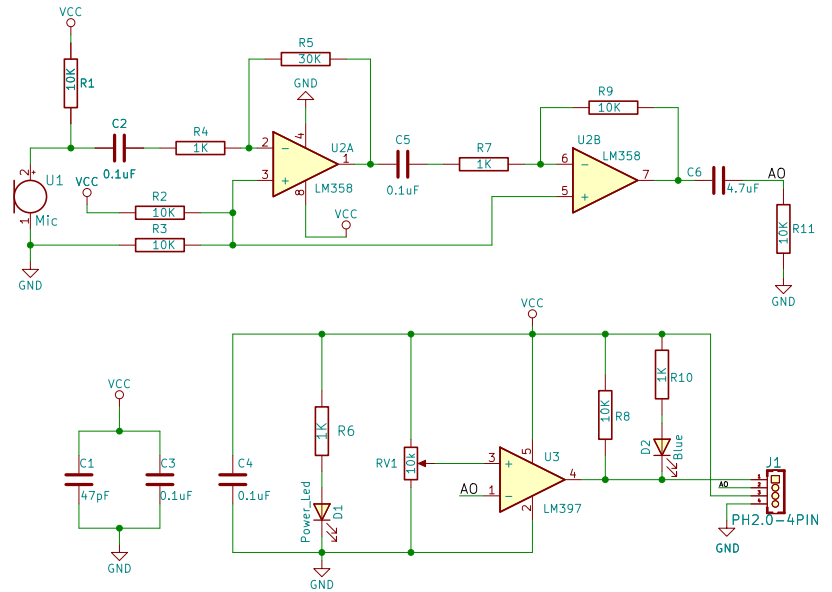 VCC
10K R1
C2
0.1uF
R4
1K
R5
30K
GND
2
3
4
8
1
U2A
LM358
VCC
C5
0.1uF
R7
1K
R9
10K
6
5
7
U2B
LM358
C6
4.7uF
AO
10K R11
GND
2
+
U1
1
Mic
VCC
R2
10K
R3
10K
GND
VCC
C1
47pF
C3
0.1uF
GND
C4
0.1uF
1K R6
Power_Led
D1
GND
RV1
10k
VCC
AO
3
1
5
2
4
U3
LM397
10K R8
1K R10
D2
Blue
J1
1
AO
2
3
4
PH2.0-4PIN
GND